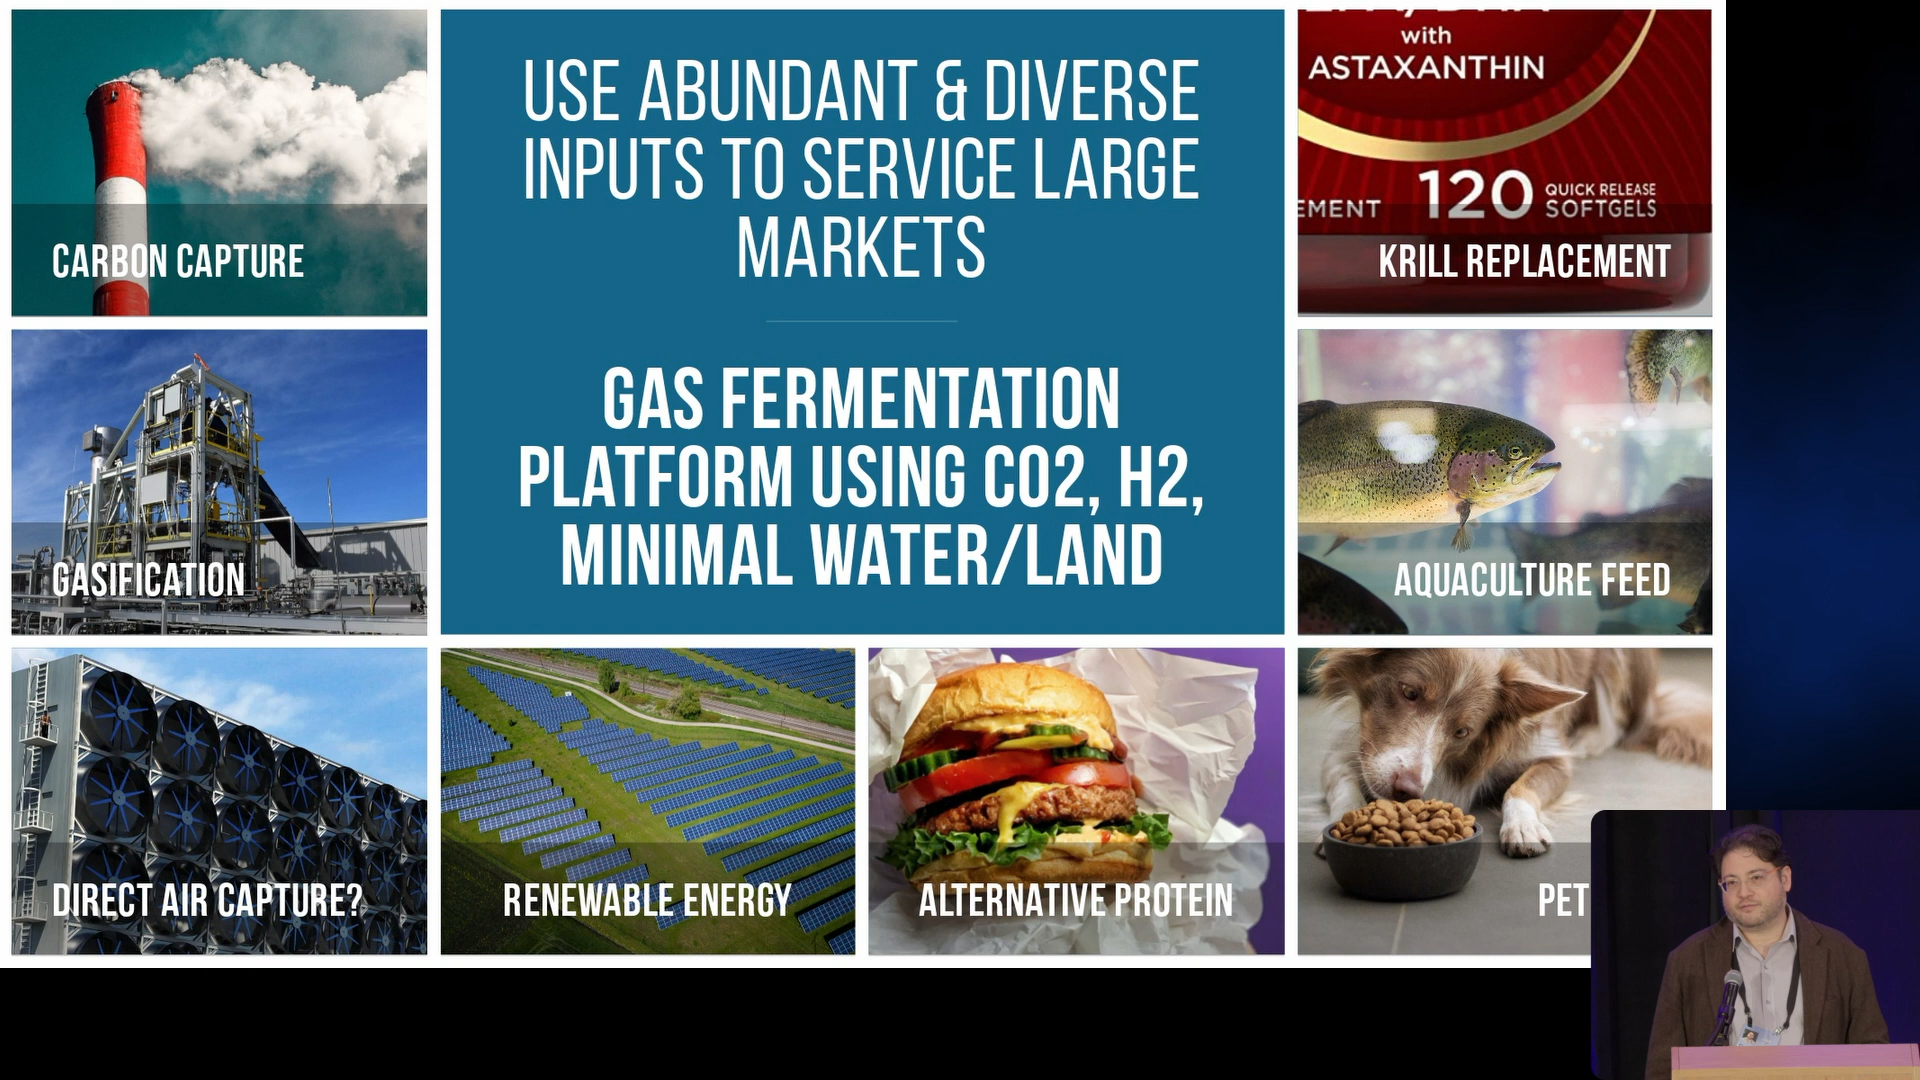 CARBON CAPTURE
USE ABUNDANT & DIVERSE
INPUTS TO SERVICE LARGE
MARKETS
GAS FERMENTATION
PLATFORM USING CO2, H2,
MINIMAL WATER/LAND
with
ASTAXANTHIN
EMENT
120 QUICK RELEASE
SOFTGELS
KRILL REPLACEMENT
GASIFICATION
AQUACULTURE FEED
DIRECT AIR CAPTURE?
RENEWABLE ENERGY
ALTERNATIVE PROTEIN
PET